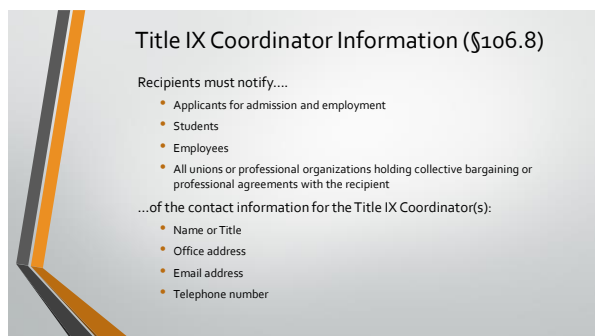 Title IX Coordinator Information (§106.8)
Recipients must notify....
• Applicants for admission and employment
• Students
• Employees
• All unions or professional organizations holding collective bargaining or
professional agreements with the recipient
...of the contact information for the Title IX Coordinator(s):
• Name or Title
• Office address
• Email address
• Telephone number